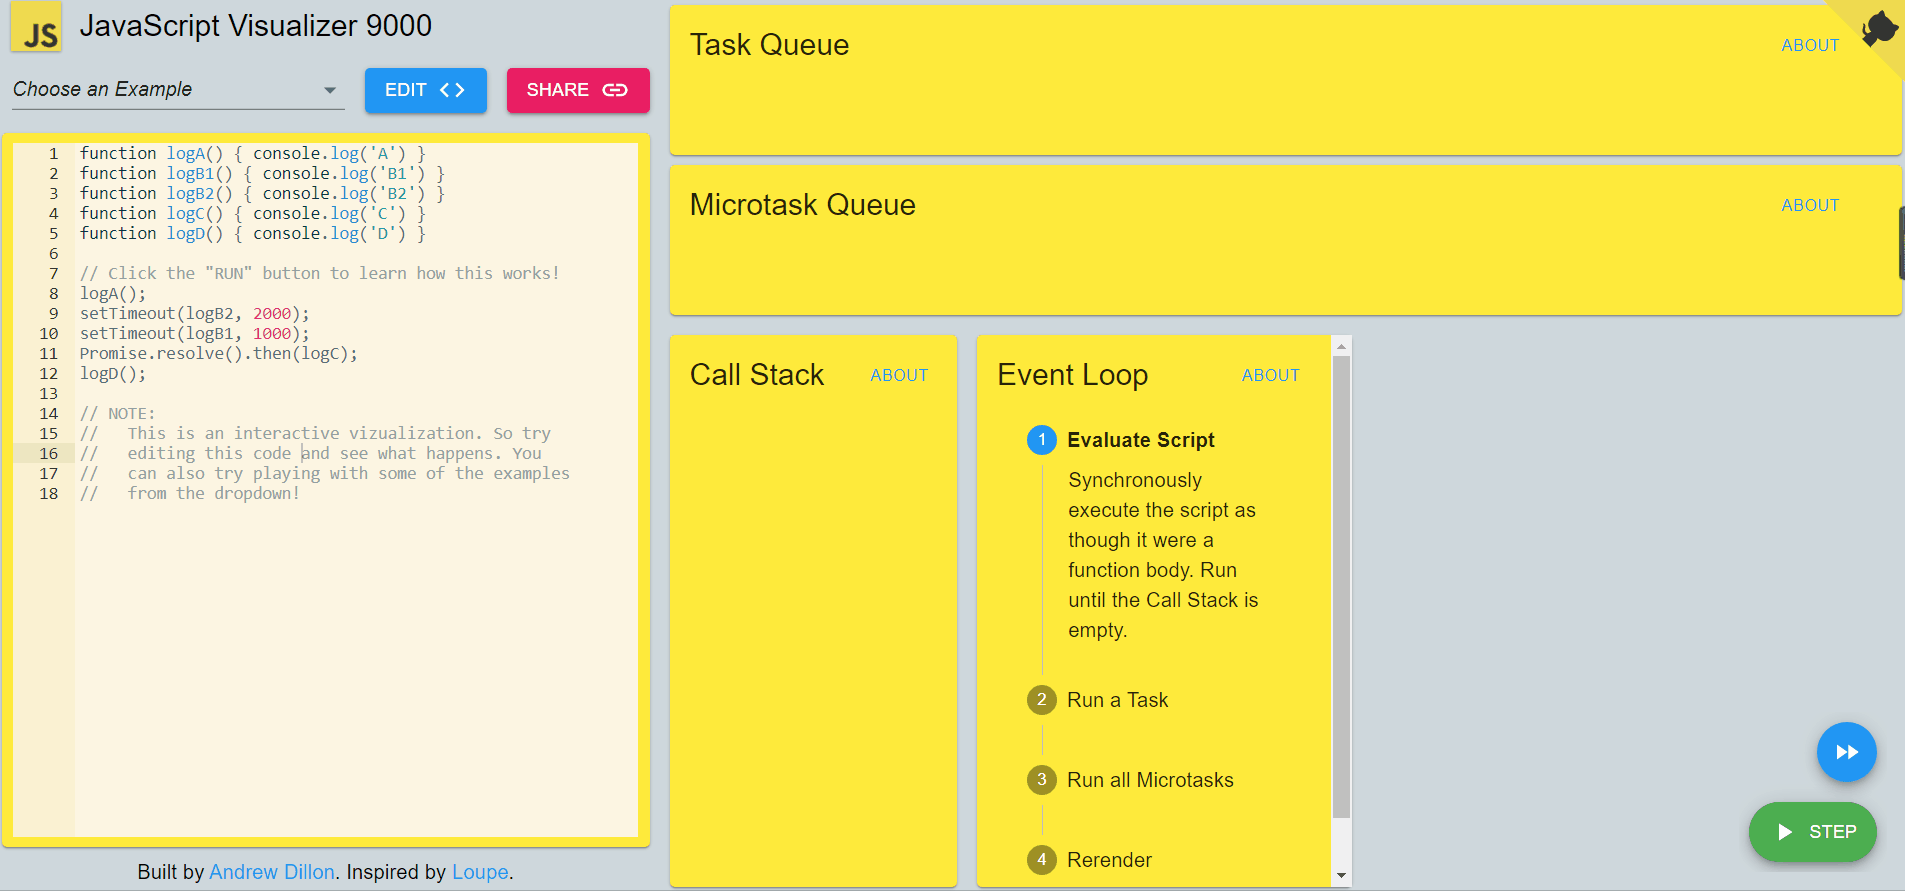 JS
JavaScript Visualizer 9000
Choose an Example
EDIT
SHARE
1 function logA() { console.log('A') }
2 function logB1() { console.log('B1') }
3 function logB2() { console.log('B2') }
4 function logC() { console.log('C') }
5 function logD() { console.log('D') }
6
7 // Click the "RUN" button to learn how this works!
8 logA();
9 setTimeout(logB2, 2000);
10 setTimeout(logB1, 1000);
11 Promise.resolve().then(logC);
12 logD();
13
14 // NOTE:
15 //   This is an interactive vizualization. So try
16 //   editing this code and see what happens. You
17 //   can also try playing with some of the examples
18 //   from the dropdown!
Built by Andrew Dillon. Inspired by Loupe.
Task Queue
ABOUT
Microtask Queue
ABOUT
Call Stack
ABOUT
Event Loop
ABOUT
1 Evaluate Script
Synchronously
execute the script as
though it were a
function body. Run
until the Call Stack is
empty.
2 Run a Task
3 Run all Microtasks
4 Rerender
STEP